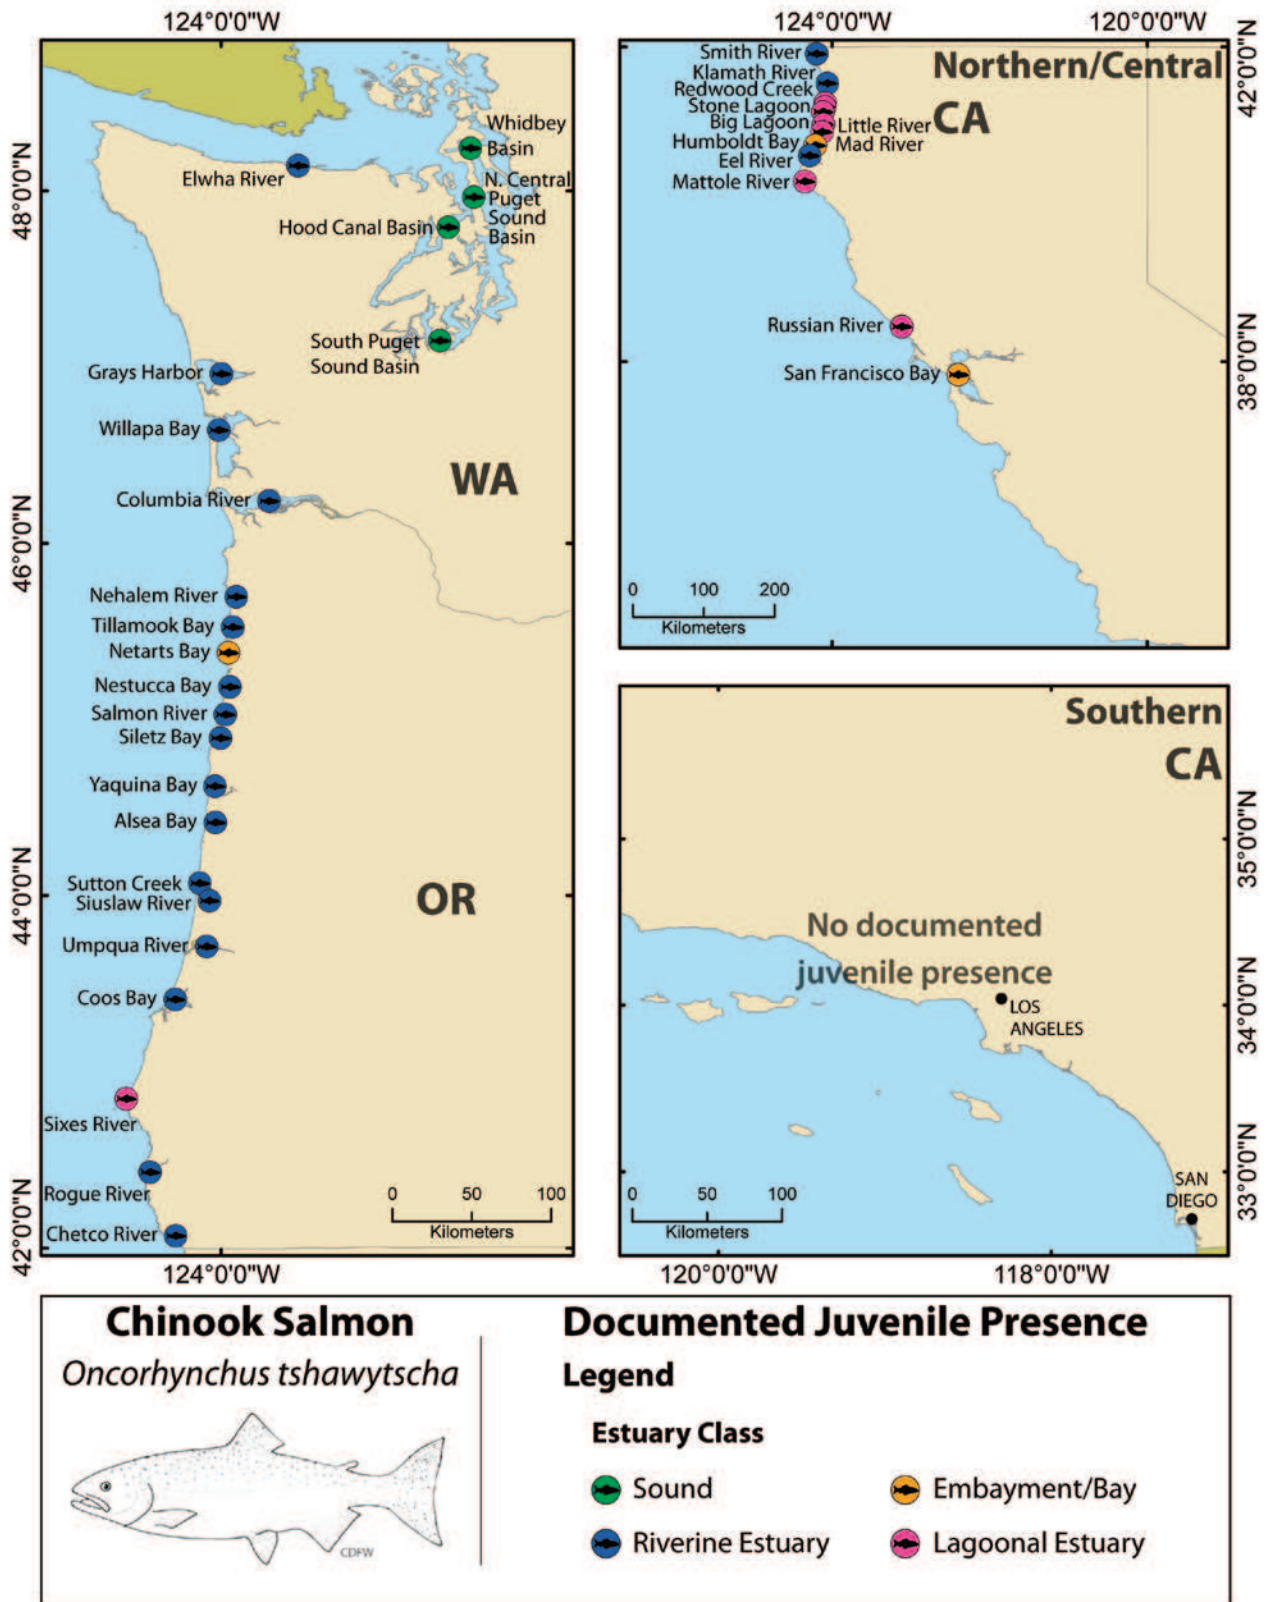 124°0'0"W
48°0'0"N
46°0'0"N
44°0'0"N
42°0'0"N
Whidbey
Basin
Elwha River
N. Central
Puget
Sound
Basin
Hood Canal Basin
South Puget
Sound Basin
Grays Harbor
Willapa Bay
WA
Columbia River
Nehalem River
Tillamook Bay
Netarts Bay
Nestucca Bay
Salmon River
Siletz Bay
Yaquina Bay
Alsea Bay
Sutton Creek
Siuslaw River
OR
Umpqua River
Coos Bay
Sixes River
Rogue River
Chetco River
0 50 100
Kilometers
124°0'0"W
124°0'0"W 120°0'0"W
42°0'0"N
38°0'0"N
Northern/Central
CA
Smith River
Klamath River
Redwood Creek
Stone Lagoon
Big Lagoon
Little River
Humboldt Bay
Mad River
Eel River
Mattole River
Russian River
San Francisco Bay
0 100 200
Kilometers
Southern
CA
35°0'0"N
34°0'0"N
33°0'0"N
No documented
juvenile presence
LOS
ANGELES
SAN
DIEGO
0 50 100
Kilometers
120°0'0"W 118°0'0"W
Chinook Salmon
Oncorhynchus tshawytscha
CDFW
Documented Juvenile Presence
Legend
Estuary Class
Sound
Embayment/Bay
Riverine Estuary
Lagoonal Estuary